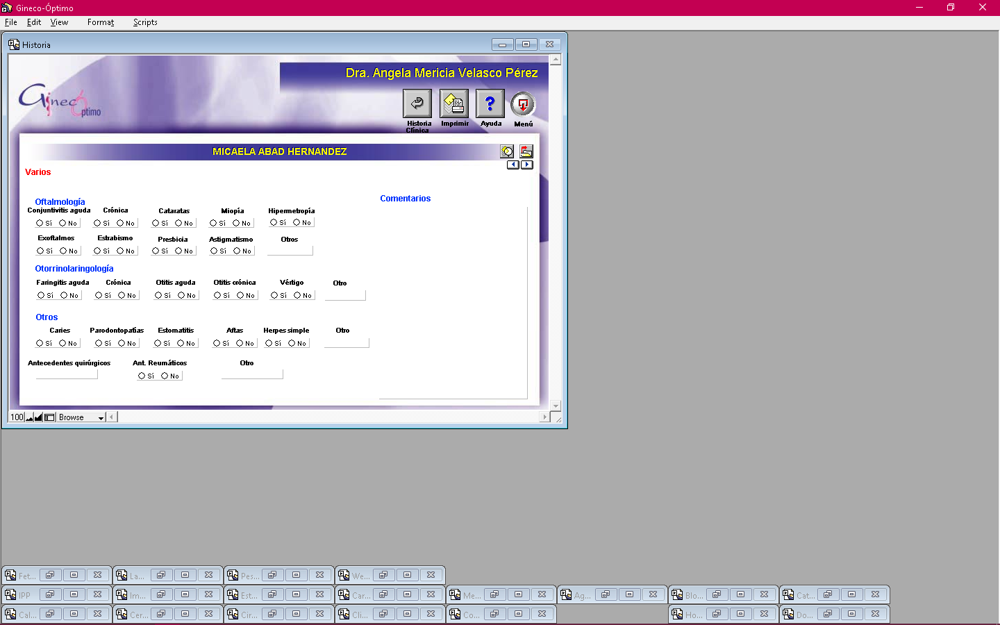 Gineco-Óptimo
File Edit View Format Scripts
Historia
Dra. Angela Mericia Velasco Pérez
Gineco Óptimo
Historia Clínica
Imprimir
Ayuda
Menú
MICAELA ABAD HERNANDEZ
Varios
Oftalmología
Comentarios
Conjuntivitis aguda Crónica Cataratas Miopía Hipermetropía
Sí No Sí No Sí No Sí No Sí No
Exoftalmos Estrabismo Presbicia Astigmatismo Otros
Sí No Sí No Sí No Sí No
Otorrinolaringología
Faringitis aguda Crónica Otitis aguda Otitis crónica Vértigo Otro
Sí No Sí No Sí No Sí No Sí No
Otros
Caries Parodontopatías Estomatitis Aftas Herpes simple Otro
Sí No Sí No Sí No Sí No Sí No
Antecedentes quirúrgicos Ant. Reumáticos Otro
Sí No
100 Browse
Fet... La... Pes... We...
IPP Im... Est... Car... Me... Ag... Blo... Cat...
Cal... Cer... Cir... Cli... Co... Ho... Do...